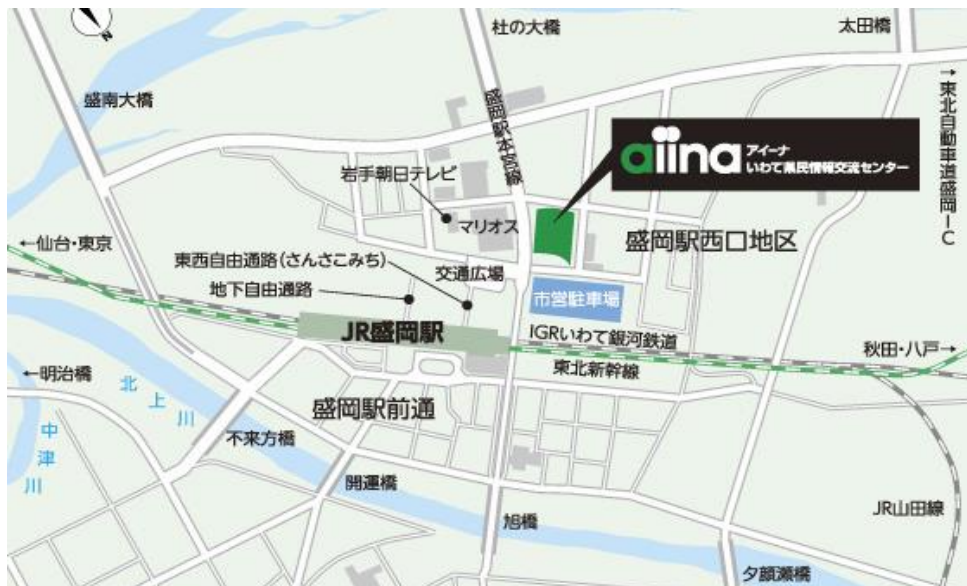 N
杜の大橋
太田橋
→東北自動車道盛岡IC
盛南大橋
盛岡駅本宮線
aiina アイーナ
いわて県民情報交流センター
岩手朝日テレビ
マリオス
盛岡駅西口地区
←仙台・東京
東西自由通路(さんさこみち)
交通広場
地下自由通路
市営駐車場
JR盛岡駅
IGRいわて銀河鉄道
秋田・八戸→
東北新幹線
←明治橋
北上川
盛岡駅前通
中津川
不来方橋
開運橋
旭橋
JR山田線
夕顔瀬橋